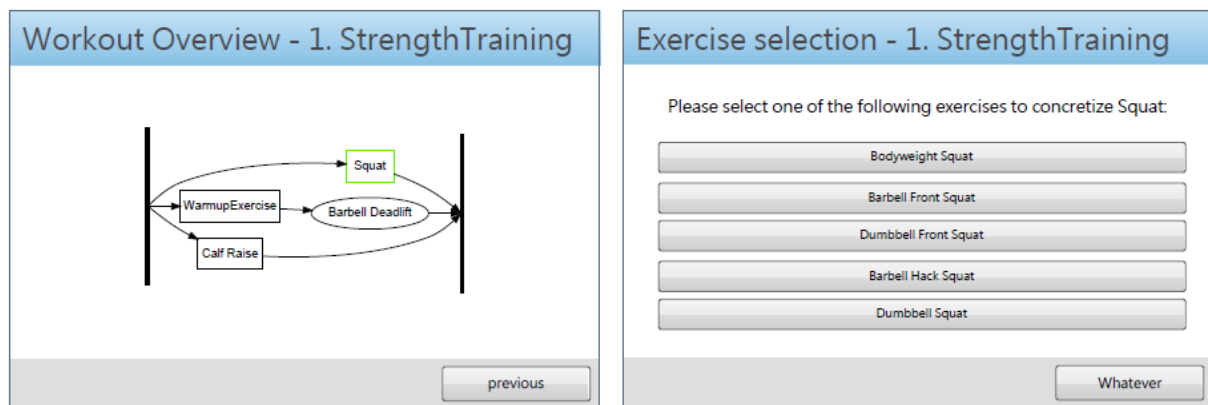 Workout Overview - 1. StrengthTraining
Squat
WarmupExercise
Barbell Deadlift
Calf Raise
previous
Exercise selection - 1. StrengthTraining
Please select one of the following exercises to concretize Squat:
Bodyweight Squat
Barbell Front Squat
Dumbbell Front Squat
Barbell Hack Squat
Dumbbell Squat
Whatever